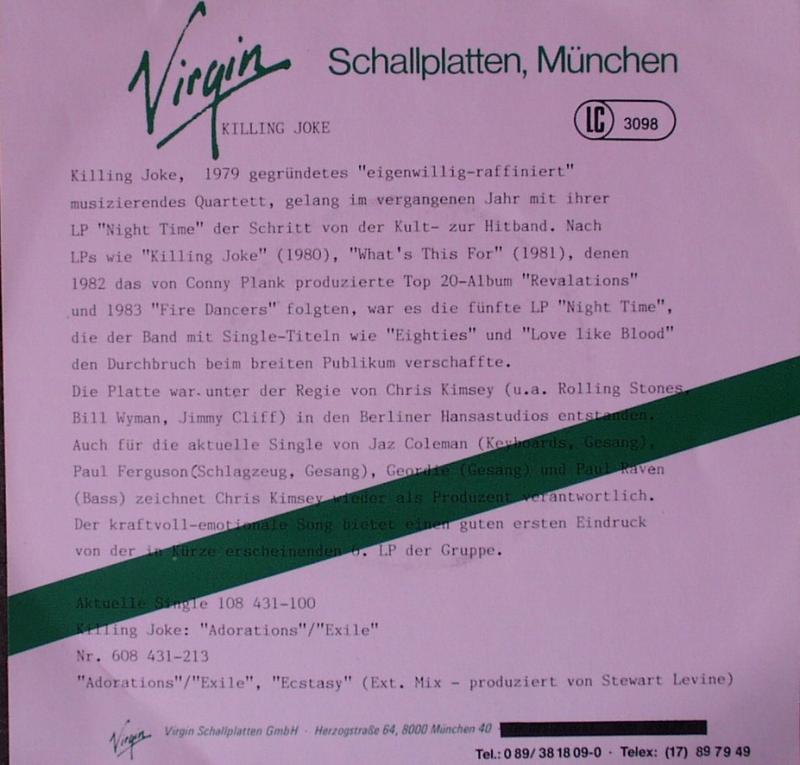 Virgin Schallplatten, München
KILLING JOKE
LC 3098
Killing Joke, 1979 gegründetes "eigenwillig-raffiniert"
musizierendes Quartett, gelang im vergangenen Jahr mit ihrer
LP "Night Time" der Schritt von der Kult- zur Hitband. Nach
LPs wie "Killing Joke" (1980), "What's This For" (1981), denen
1982 das von Conny Plank produzierte Top 20-Album "Revalations"
und 1983 "Fire Dancers" folgten, war es die fünfte LP "Night Time",
die der Band mit Single-Titeln wie "Eighties" und "Love like Blood"
den Durchbruch beim breiten Publikum verschaffte.
Die Platte war unter der Regie von Chris Kimsey (u.a. Rolling Stones,
Bill Wyman, Jimmy Cliff) in den Berliner Hansastudios entstanden.
Auch für die aktuelle Single von Jaz Coleman (Keyboards, Gesang),
Paul Ferguson(Schlagzeug, Gesang), Geordie (Gesang) und Paul Raven
(Bass) zeichnet Chris Kimsey wieder als Produzent verantwortlich.
Der kraftvoll-emotionale Song bietet einen guten ersten Eindruck
von der in Kürze erscheinenden 6. LP der Gruppe.
Aktuelle Single 108 431-100
Killing Joke: "Adorations"/"Exile"
Nr. 608 431-213
"Adorations"/"Exile", "Ecstasy" (Ext. Mix - produziert von Stewart Levine)
Virgin Virgin Schallplatten GmbH · Herzogstraße 64, 8000 München 40
Tel.: 0 89/38 18 09-0 · Telex: (17) 89 79 49